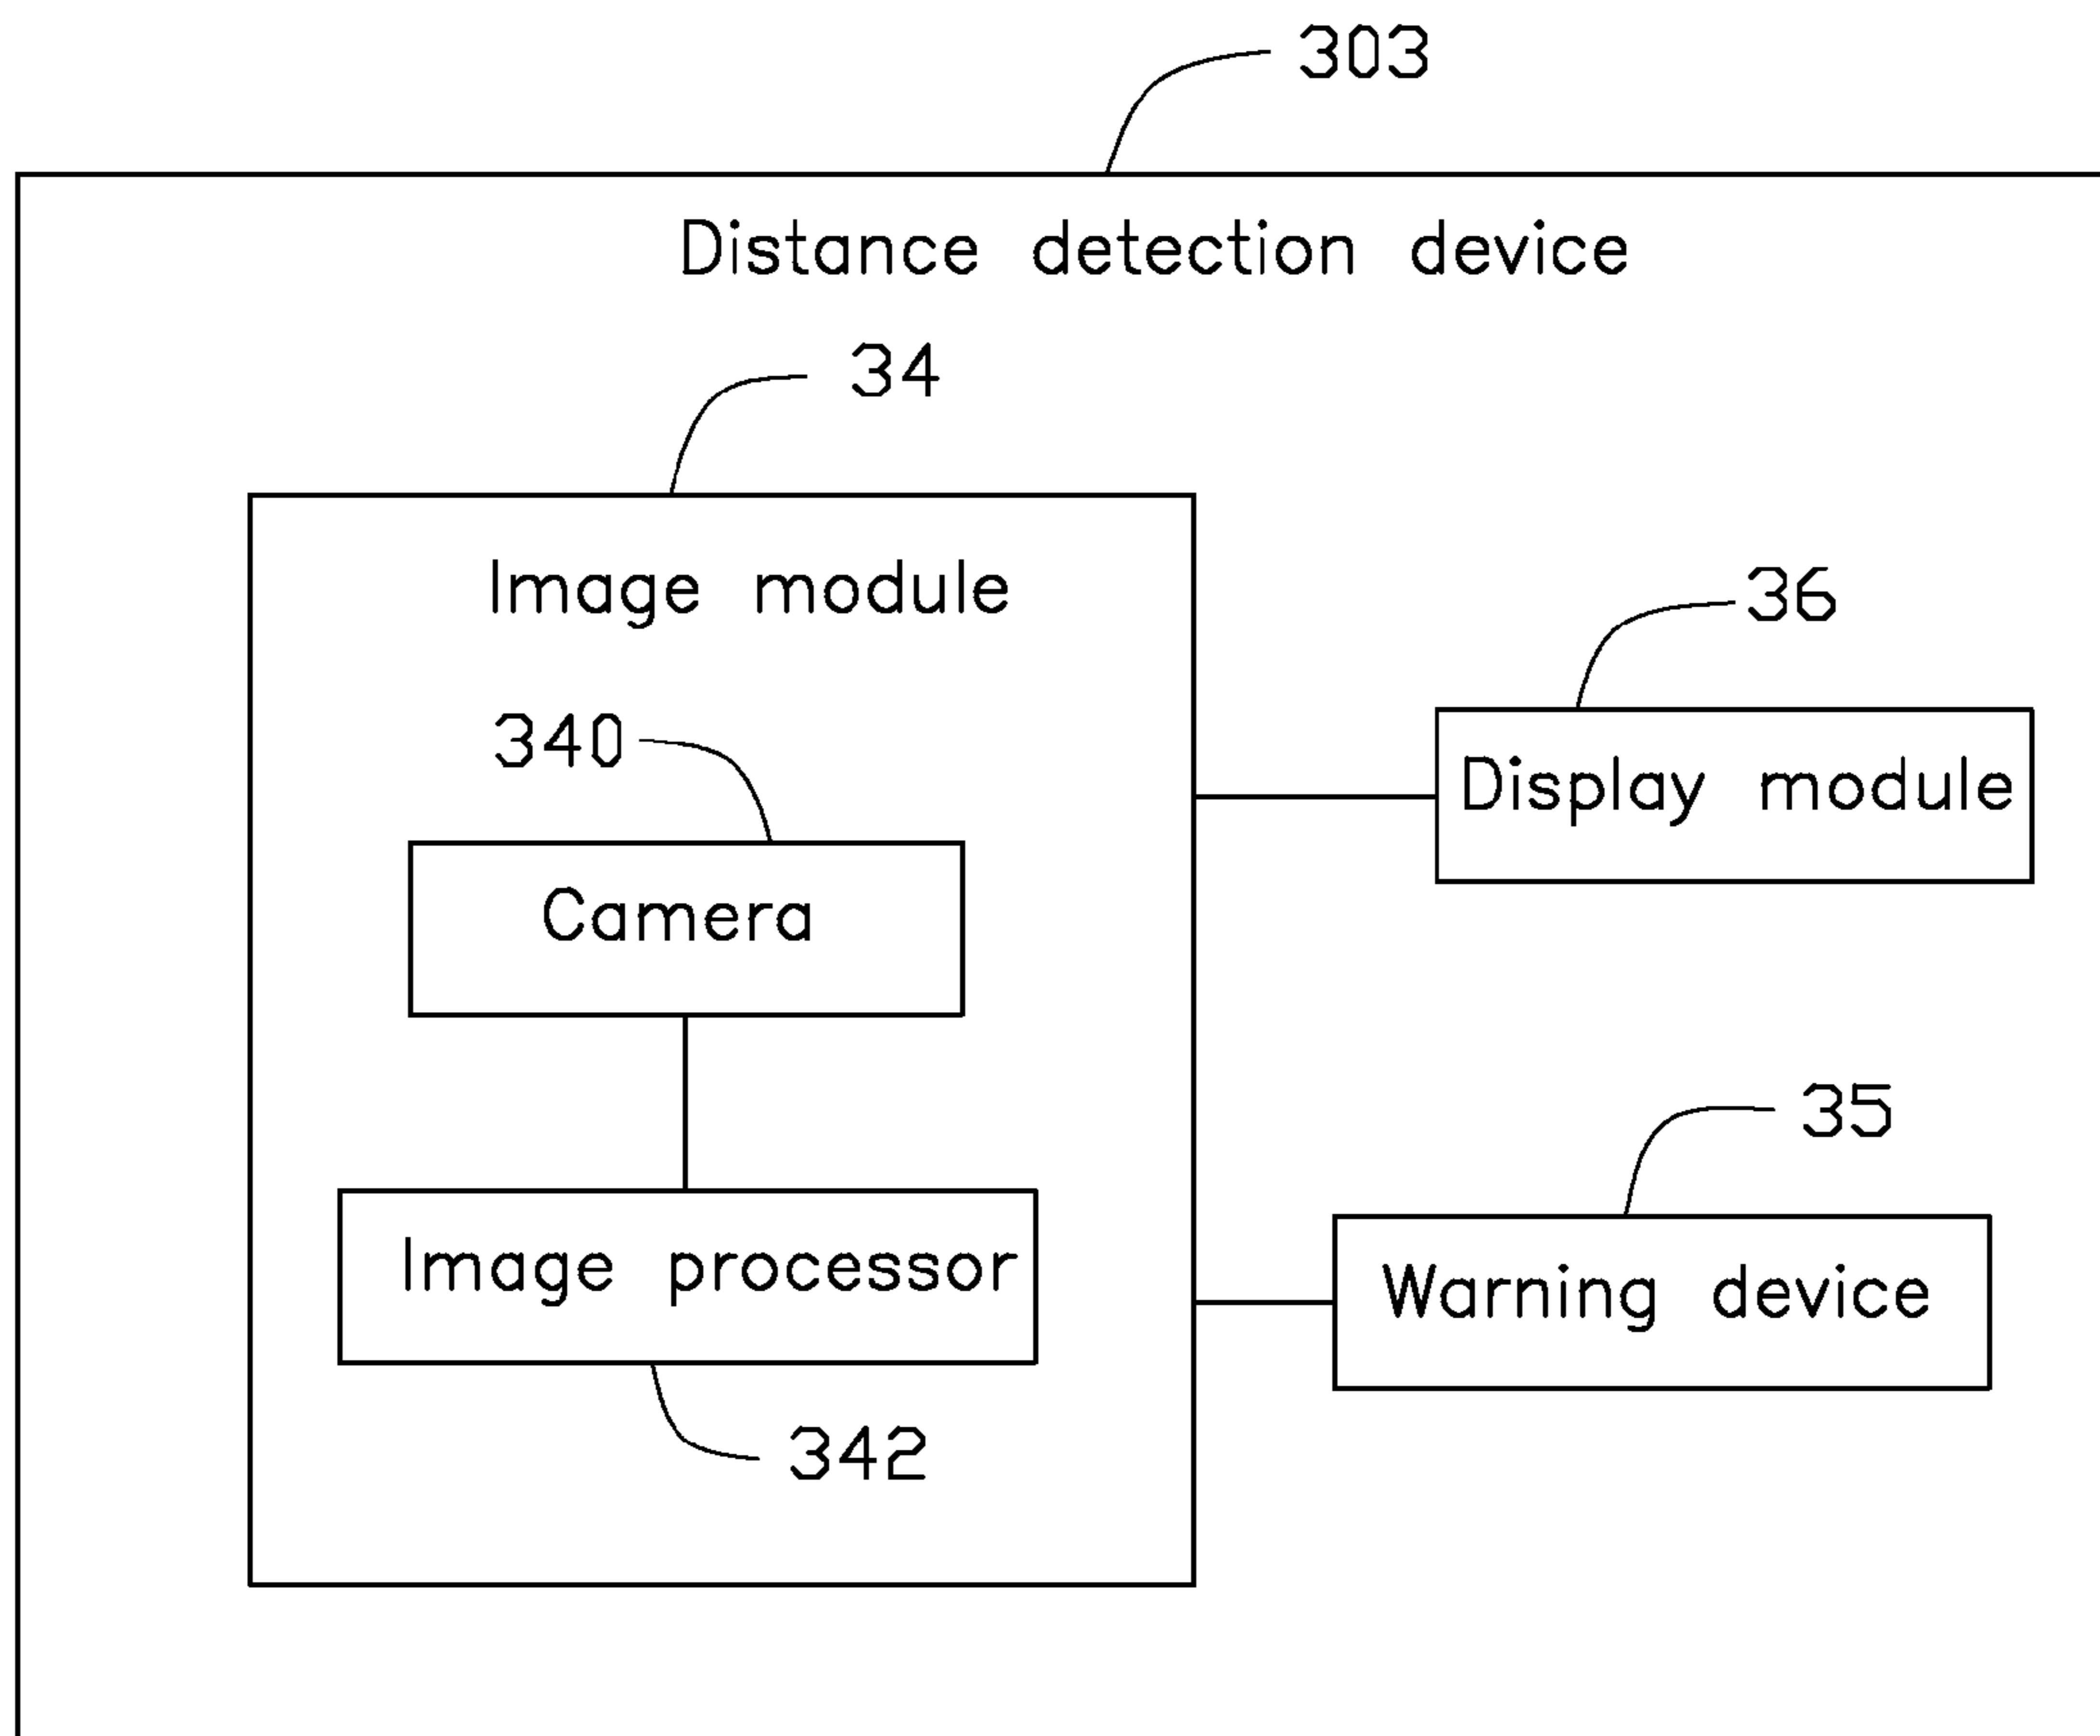 303
Distance detection device
34
Image module
36
340
Display module
Camera
35
Image processor
Warning device
342